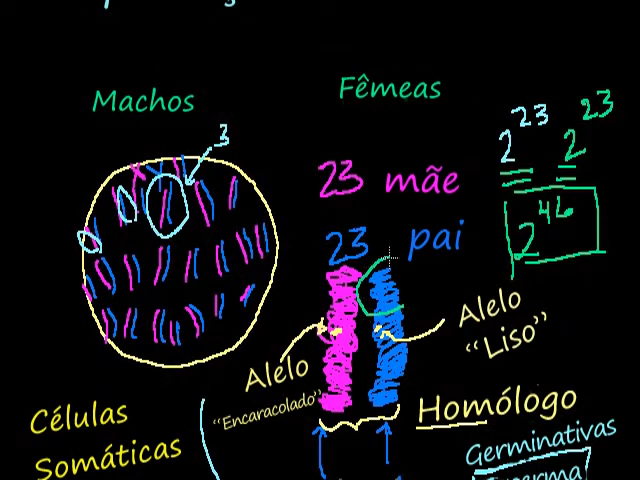 Machos
Fêmeas
2^23 2^23
2^46
3
23 mãe
23 pai
Alelo
"Liso"
Alelo
"Encaracolado"
Homólogo
Células
Somáticas
Germinativas